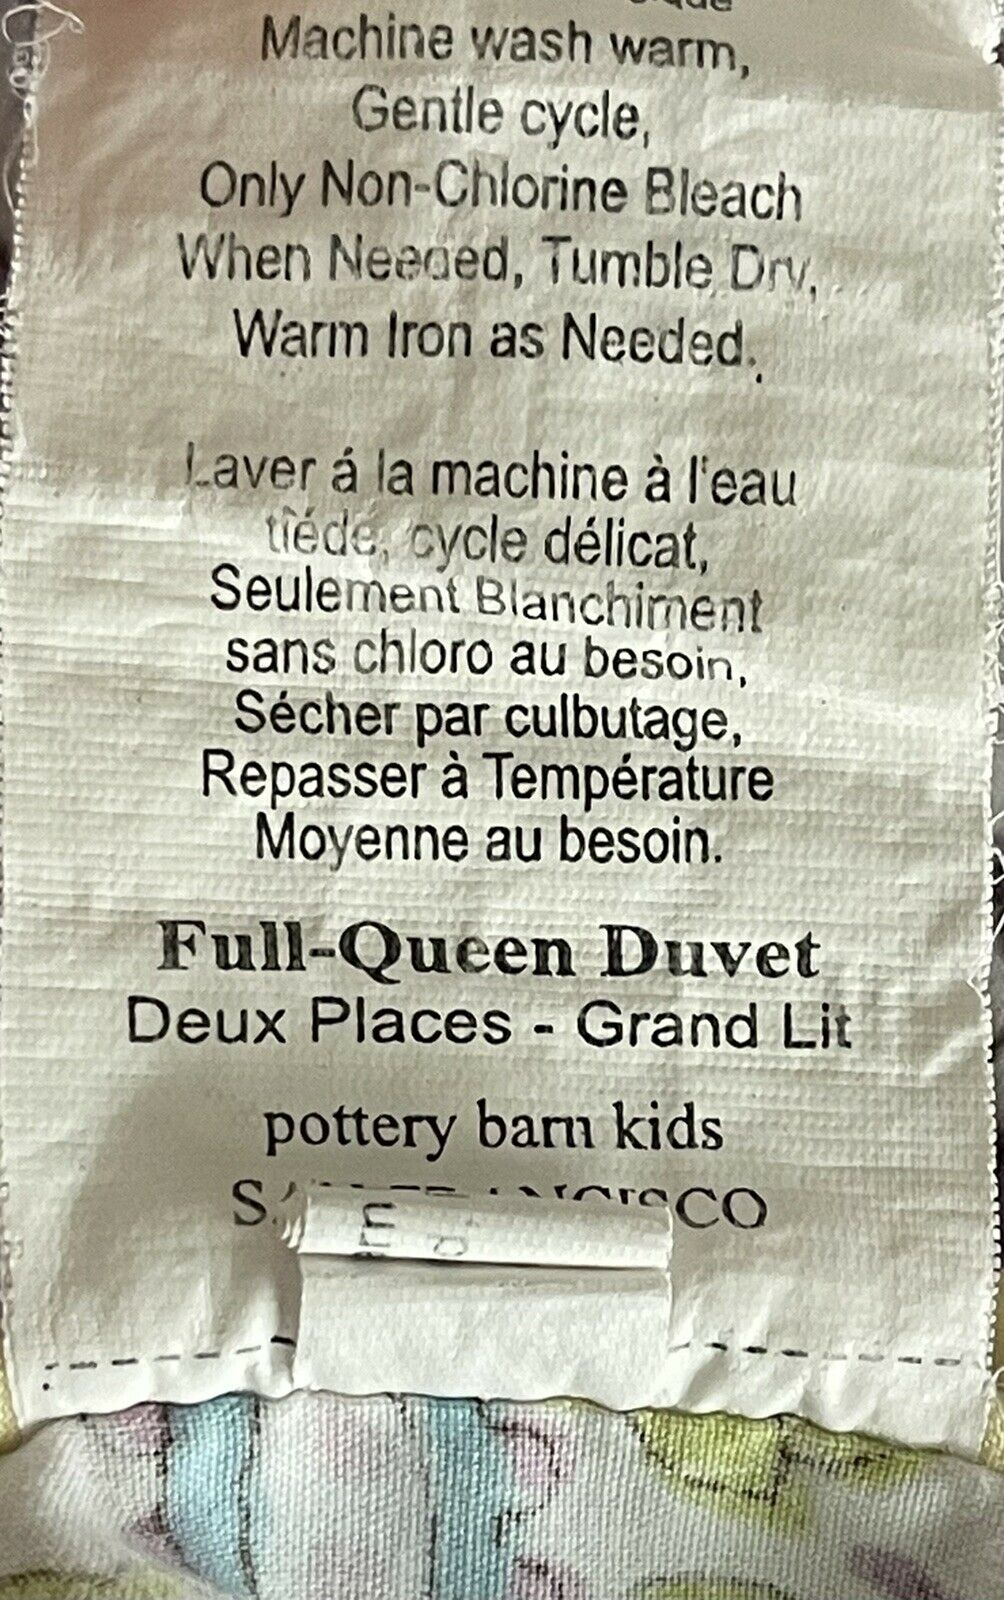 Machine wash warm,
Gentle cycle,
Only Non-Chlorine Bleach
When Needed, Tumble Dry,
Warm Iron as Needed.
Laver á la machine à l'eau
tîéde, cycle délicat,
Seulement Blanchiment
sans chloro au besoin,
Sécher par culbutage,
Repasser à Température
Moyenne au besoin.
Full-Queen Duvet
Deux Places - Grand Lit
pottery barn kids